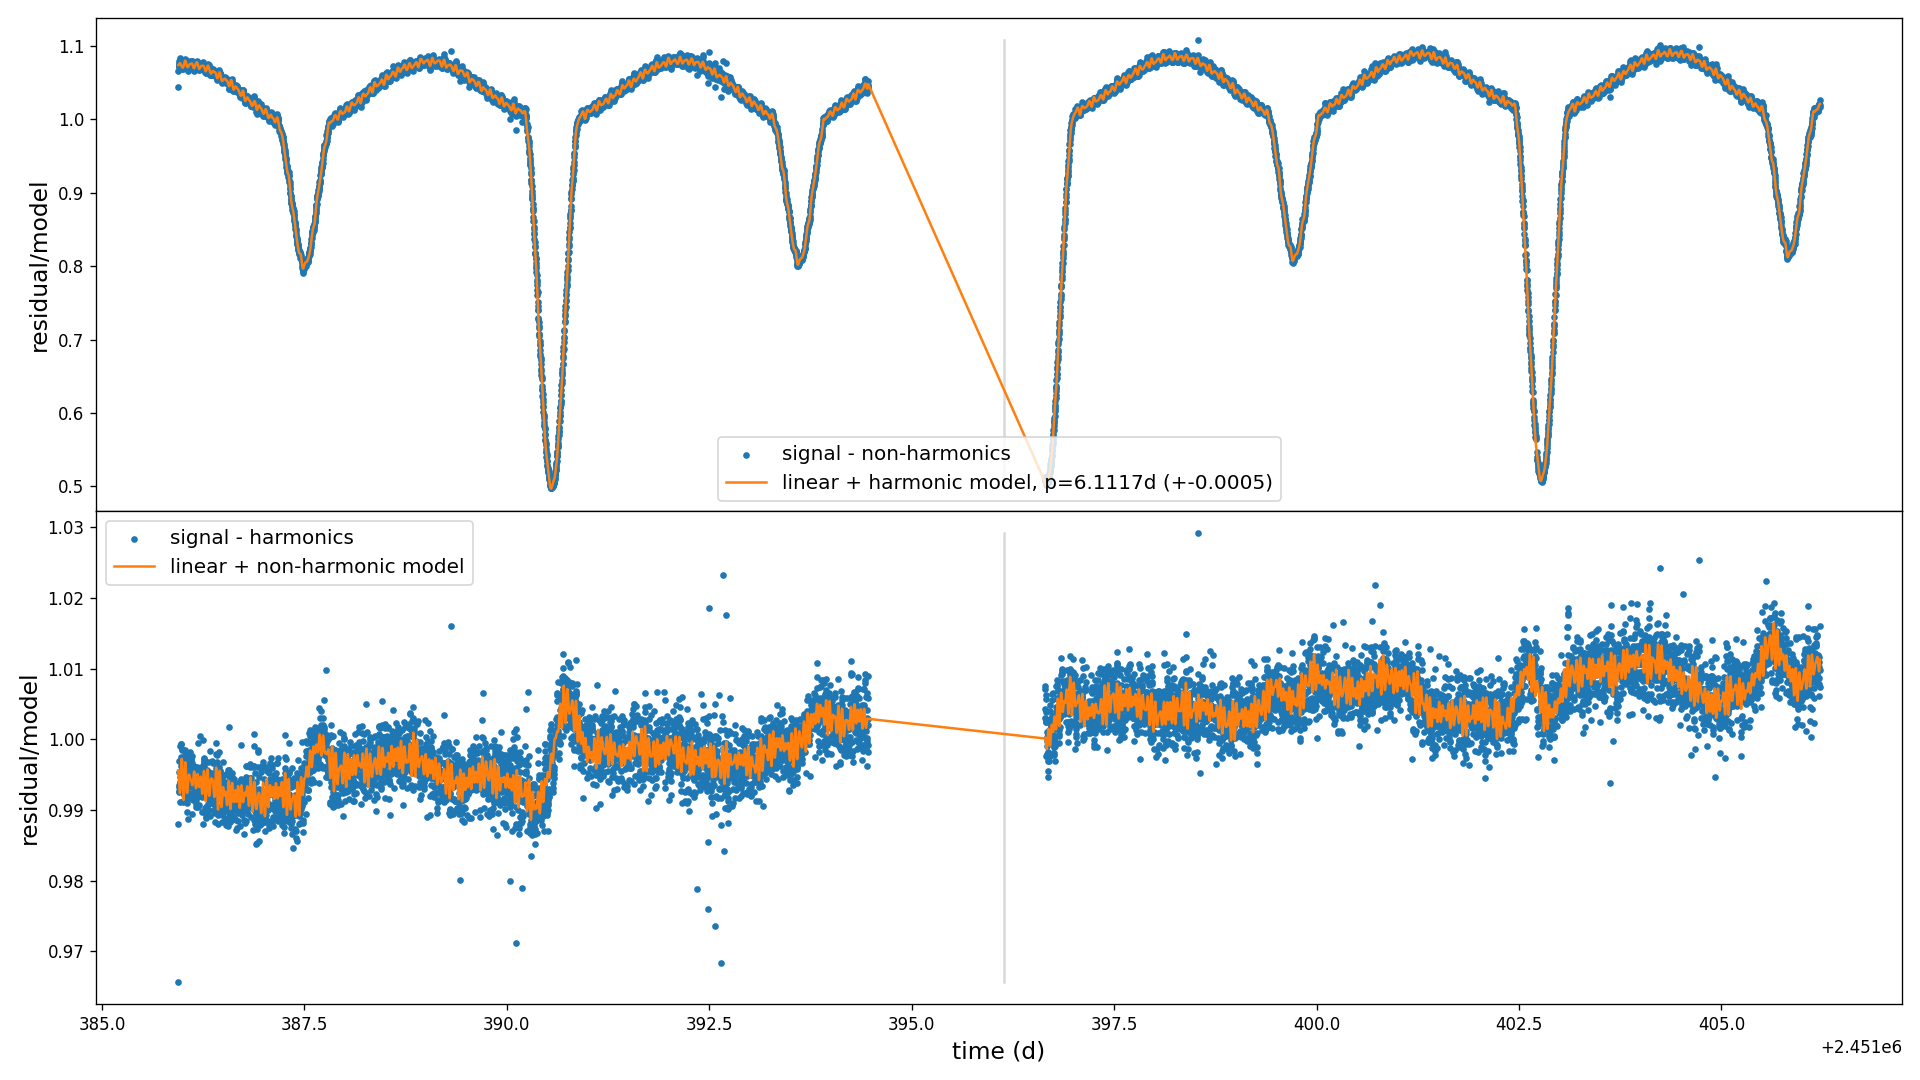 residual/model
1.1
1.0
0.9
0.8
0.7
0.6
0.5
signal - non-harmonics
linear + harmonic model, p=6.1117d (+-0.0005)
residual/model
1.03
1.02
1.01
1.00
0.99
0.98
0.97
signal - harmonics
linear + non-harmonic model
385.0 387.5 390.0 392.5 395.0 397.5 400.0 402.5 405.0
+2.451e6
time (d)